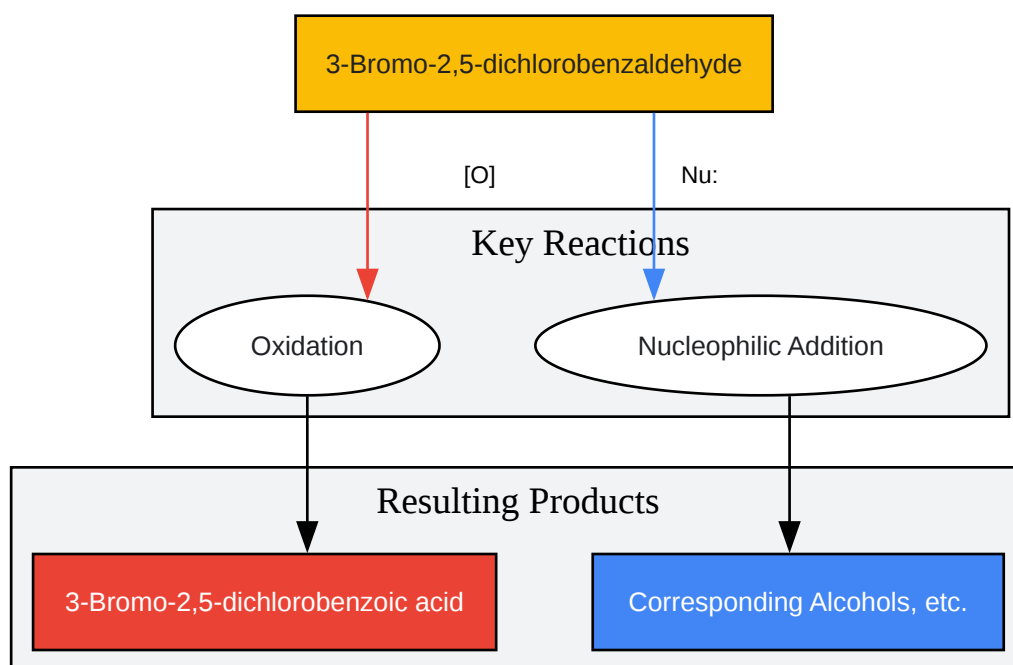 3-Bromo-2,5-dichlorobenzaldehyde
[O]
Nu:
Key Reactions
Oxidation
Nucleophilic Addition
Resulting Products
3-Bromo-2,5-dichlorobenzoic acid
Corresponding Alcohols, etc.